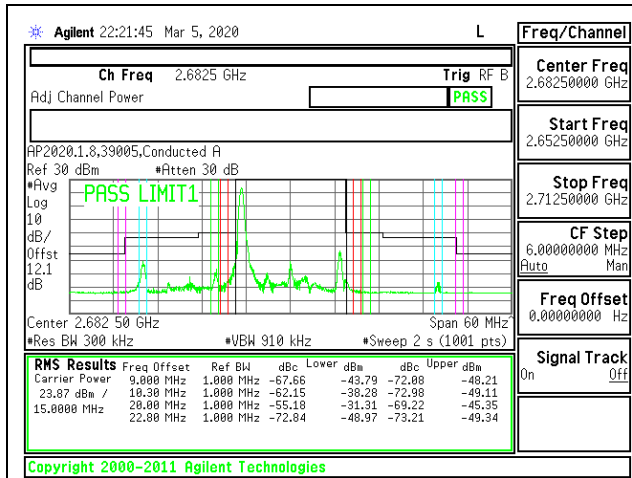 Agilent 22:21:45 Mar 5, 2020 L
Freq/Channel
Ch Freq 2.6825 GHz Trig RF B
Adj Channel Power PASS
AP2020.1.8,39005,Conducted A
Ref 30 dBm #Atten 30 dB
#Avg
Log
10
dB/
Offst
12.1
dB
PASS LIMIT1
Center 2.682 50 GHz Span 60 MHz^
#Res BW 300 kHz #VBW 910 kHz #Sweep 2 s (1001 pts)
RMS Results Freq Offset Ref BW dBc Lower dBm dBc Upper dBm
Carrier Power 9.000 MHz 1.000 MHz -67.66 -43.79 -72.08 -48.21
23.87 dBm / 10.30 MHz 1.000 MHz -62.15 -38.28 -72.98 -49.11
15.0000 MHz 20.00 MHz 1.000 MHz -55.18 -31.31 -69.22 -45.35
22.80 MHz 1.000 MHz -72.84 -48.97 -73.21 -49.34
Copyright 2000-2011 Agilent Technologies
Center Freq
2.68250000 GHz
Start Freq
2.65250000 GHz
Stop Freq
2.71250000 GHz
CF Step
6.00000000 MHz
Auto Man
Freq Offset
0.00000000 Hz
Signal Track
On Off